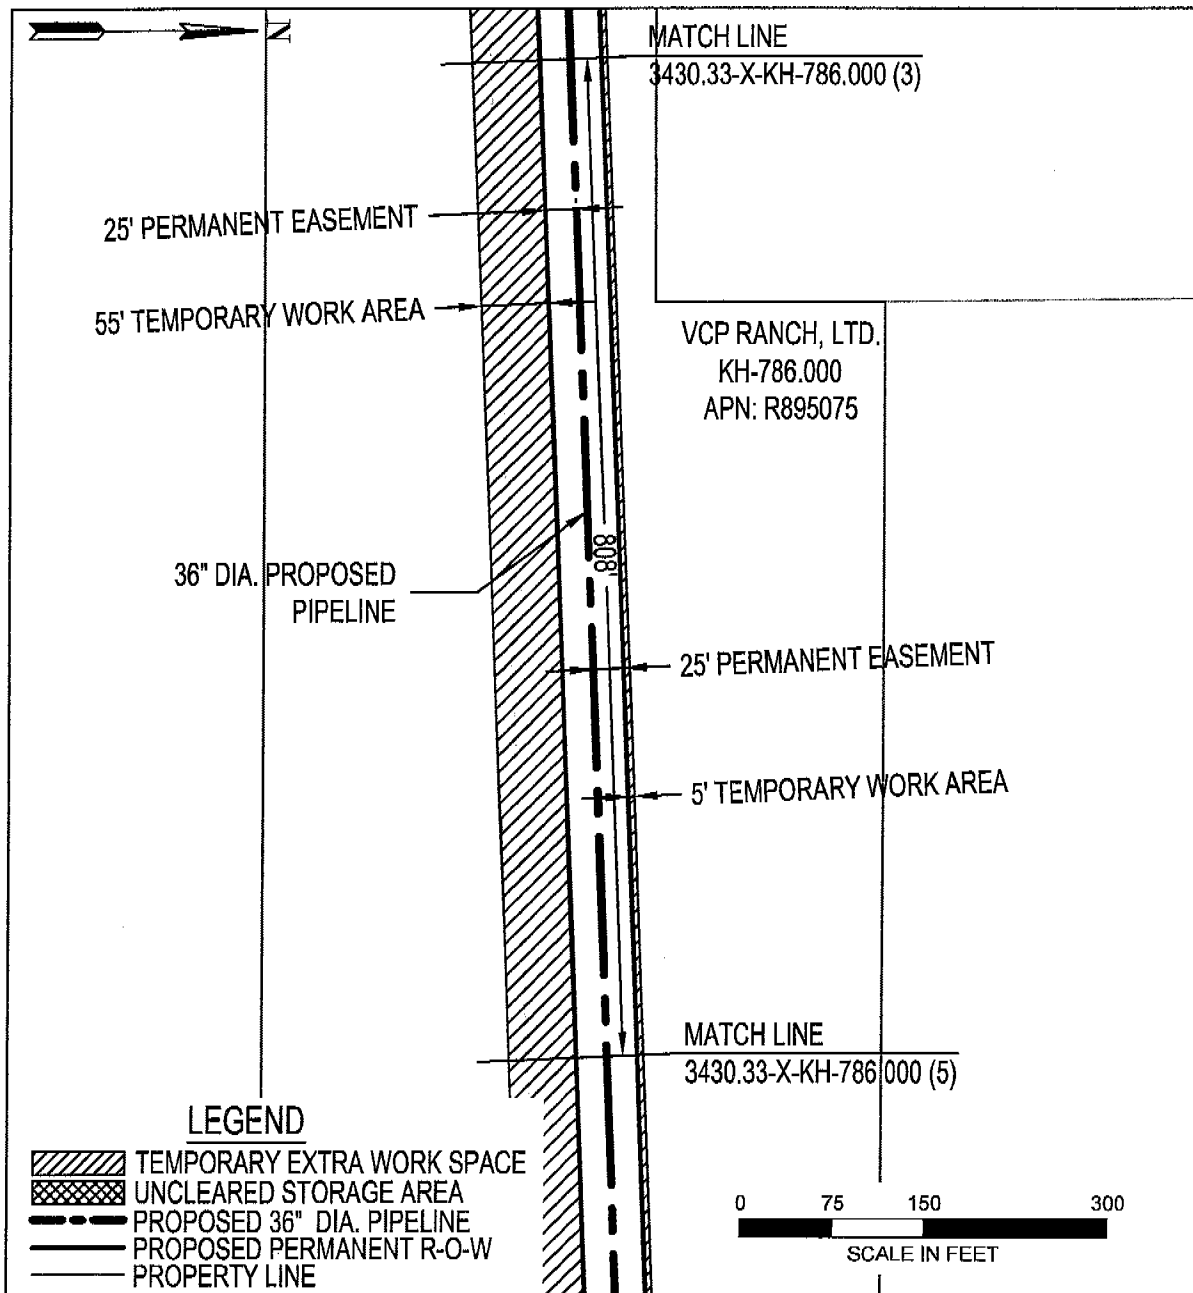 N
MATCH LINE
3430.33-X-KH-786.000 (3)
25' PERMANENT EASEMENT
55' TEMPORARY WORK AREA
VCP RANCH, LTD.
KH-786.000
APN: R895075
808'
36" DIA. PROPOSED
PIPELINE
25' PERMANENT EASEMENT
5' TEMPORARY WORK AREA
MATCH LINE
3430.33-X-KH-786.000 (5)
LEGEND
TEMPORARY EXTRA WORK SPACE
UNCLEARED STORAGE AREA
PROPOSED 36" DIA. PIPELINE
PROPOSED PERMANENT R-O-W
PROPERTY LINE
0 75 150 300
SCALE IN FEET